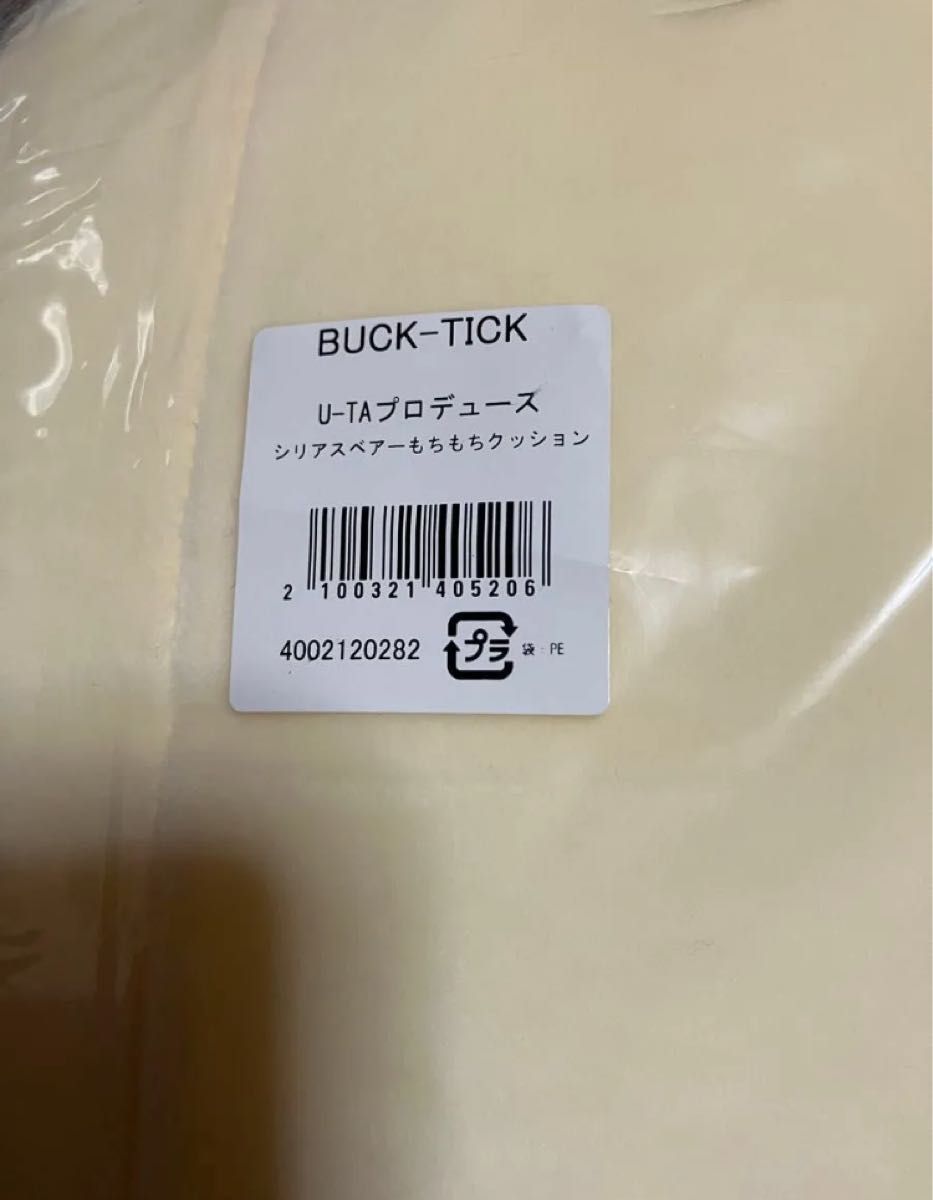 BUCK-TICK
U-TAプロデュース
シリアスベアーもちもちクッション
2 100321 405206
4002120282 プラ 袋:PE